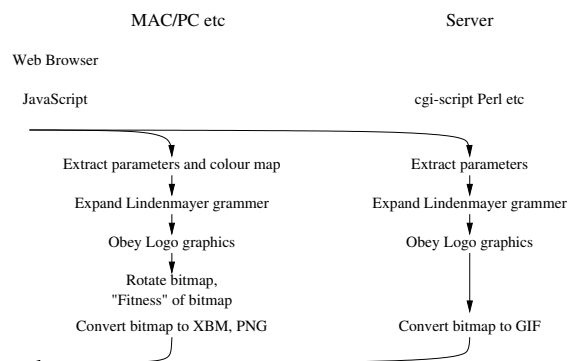 MAC/PC etc
Server
Web Browser
JavaScript
cgi-script Perl etc
Extract parameters and colour map
Extract parameters
Expand Lindenmayer grammer
Expand Lindenmayer grammer
Obey Logo graphics
Obey Logo graphics
Rotate bitmap,
"Fitness" of bitmap
Convert bitmap to XBM, PNG
Convert bitmap to GIF